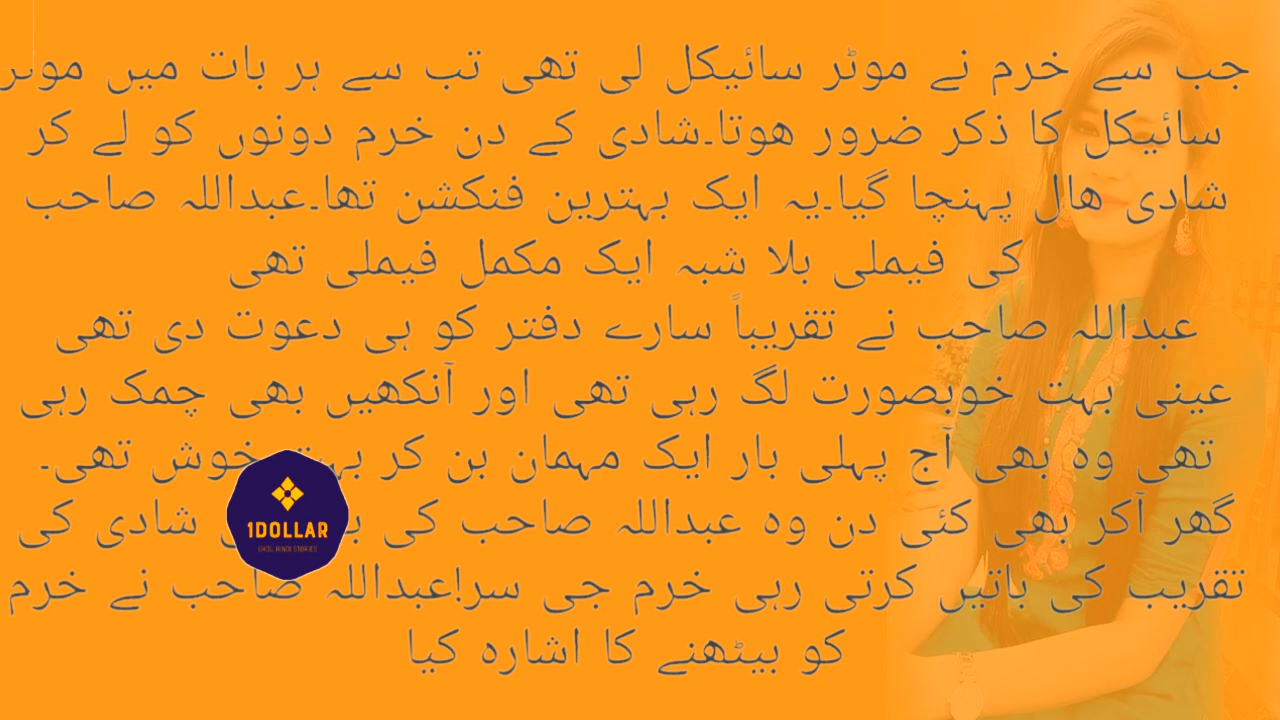 جب سے خرم نے موٹر سائیکل لی تھی تب سے ہر بات میں موٹر
سائیکل کا ذکر ضرور ھوتا۔شادی کے دن خرم دونوں کو لے کر
شادی ھال پہنچا گیا۔یہ ایک بہترین فنکشن تھا۔عبداللہ صاحب
کی فیملی بلا شبہ ایک مکمل فیملی تھی
عبداللہ صاحب نے تقریباً سارے دفتر کو ہی دعوت دی تھی
عینی بہت خوبصورت لگ رہی تھی اور آنکھیں بھی چمک رہی
تھی وہ بھی آج پہلی بار ایک مہمان بن کر بہت خوش تھی۔
گھر آکر بھی کئی دن وہ عبداللہ صاحب کی شادی کی
تقریب کی باتیں کرتی رہی خرم جی سر!عبداللہ صاحب نے خرم
کو بیٹھنے کا اشارہ کیا
1DOLLAR
URDU, HINDI STORIES